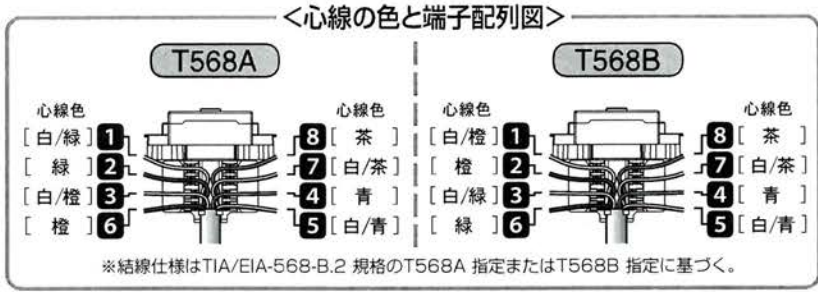 <心線の色と端子配列図>
T568A
T568B
心線色
心線色
心線色
心線色
[白/緑] 1
8 [茶]
[白/橙] 1
8 [茶]
[緑] 2
7 [白/茶]
[橙] 2
7 [白/茶]
[白/橙] 3
4 [青]
[白/緑] 3
4 [青]
[橙] 6
5 [白/青]
[緑] 6
5 [白/青]
※結線仕様はTIA/EIA-568-B.2 規格のT568A 指定またはT568B 指定に基づく。